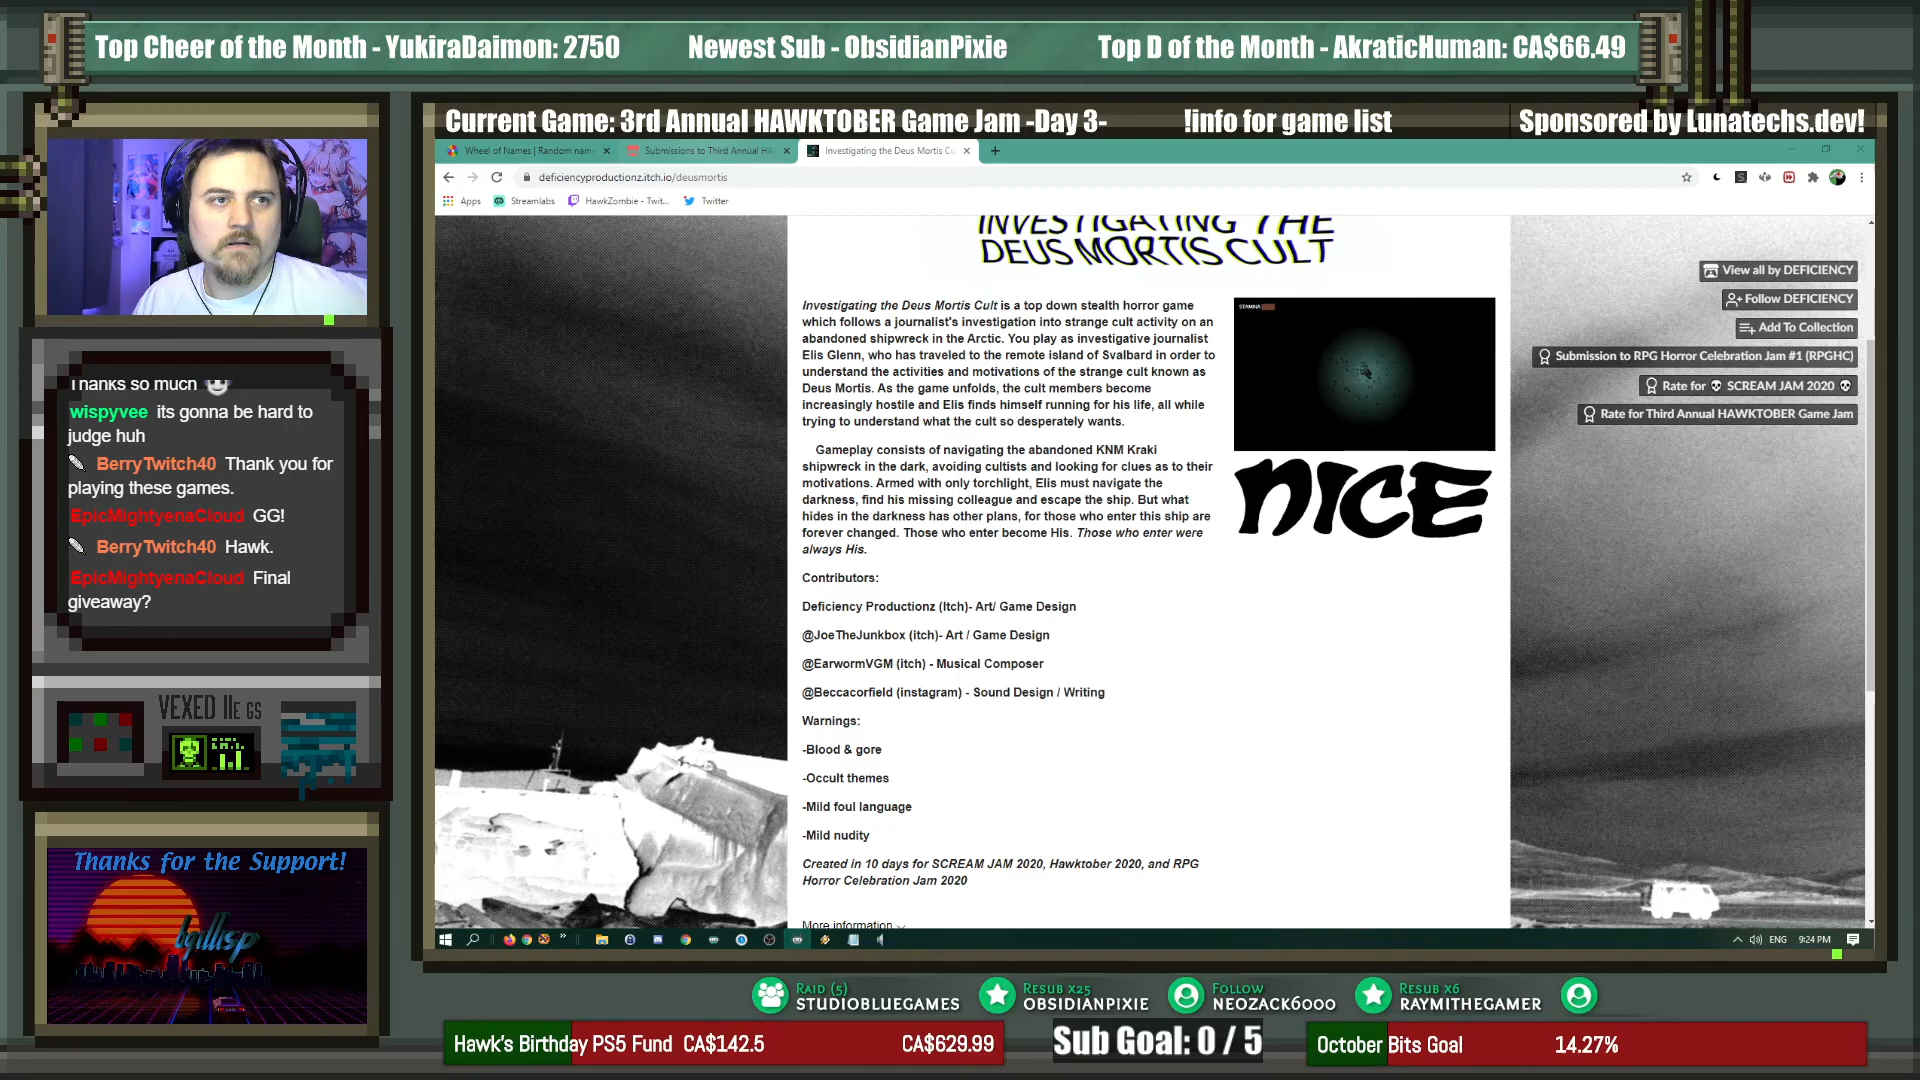 Top Cheer of the Month - YukiraDaimon: 2750
Newest Sub - ObsidianPixie
Top D of the Month - AkraticHuman: CA$66.49
Current Game: 3rd Annual HAWKTOBER Game Jam -Day 3-
!info for game list
Sponsored by Lunatechs.dev!
Wheel of Names | Random nam
Submissions to Third Annual HA
Investigating the Deus Mortis Cu
deficiencyproductionz.itch.io/deusmortis
Apps
Streamlabs
HawkZombie - Twit...
Twitter
INVESTIGATING THE
DEUS MORTIS CULT
Investigating the Deus Mortis Cult is a top down stealth horror game
which follows a journalist's investigation into strange cult activity on an
abandoned shipwreck in the Arctic. You play as investigative journalist
Elis Glenn, who has traveled to the remote island of Svalbard in order to
understand the activities and motivations of the strange cult known as
Deus Mortis. As the game unfolds, the cult members become
increasingly hostile and Elis finds himself running for his life, all while
trying to understand what the cult so desperately wants.
Gameplay consists of navigating the abandoned KNM Kraki
shipwreck in the dark, avoiding cultists and looking for clues as to their
motivations. Armed with only torchlight, Elis must navigate the
darkness, find his missing colleague and escape the ship. But what
hides in the darkness has other plans, for those who enter this ship are
forever changed. Those who enter become His. Those who enter were
always His.
Contributors:
Deficiency Productionz (Itch)- Art/ Game Design
@JoeTheJunkbox (itch)- Art / Game Design
@EarwormVGM (itch) - Musical Composer
@Beccacorfield (instagram) - Sound Design / Writing
Warnings:
-Blood & gore
-Occult themes
-Mild foul language
-Mild nudity
Created in 10 days for SCREAM JAM 2020, Hawktober 2020, and RPG
Horror Celebration Jam 2020
More information
STAMINA
NICE
View all by DEFICIENCY
Follow DEFICIENCY
Add To Collection
Submission to RPG Horror Celebration Jam #1 (RPGHC)
Rate for 💀 SCREAM JAM 2020 💀
Rate for Third Annual HAWKTOBER Game Jam
Thanks so much
wispyvee its gonna be hard to
judge huh
BerryTwitch40 Thank you for
playing these games.
EpicMightyenaCloud GG!
BerryTwitch40 Hawk.
EpicMightyenaCloud Final
giveaway?
VEXED IIE GS
Thanks for the Support!
lgillisp
ENG
9:24 PM
RAID (5)
STUDIOBLUEGAMES
RESUB X25
OBSIDIANPIXIE
FOLLOW
NEOZACK6000
RESUB X6
RAYMITHEGAMER
Hawk's Birthday PS5 Fund CA$142.5
CA$629.99
Sub Goal: 0 / 5
October Bits Goal
14.27%